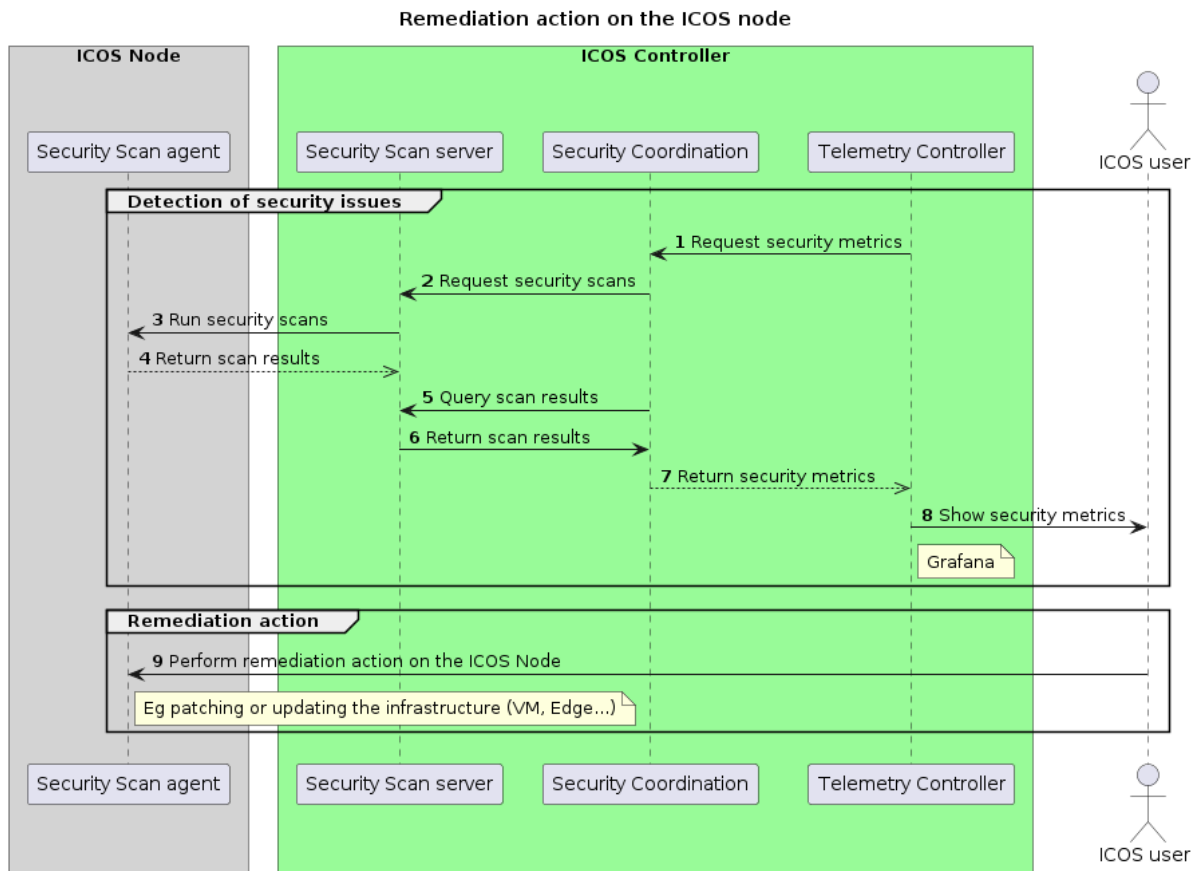 Remediation action on the ICOS node
ICOS Node
ICOS Controller
Security Scan agent
Security Scan server
Security Coordination
Telemetry Controller
ICOS user
Detection of security issues
1 Request security metrics
2 Request security scans
3 Run security scans
4 Return scan results
5 Query scan results
6 Return scan results
7 Return security metrics
8 Show security metrics
Grafana
Remediation action
9 Perform remediation action on the ICOS Node
Eg patching or updating the infrastructure (VM, Edge...)
Security Scan agent
Security Scan server
Security Coordination
Telemetry Controller
ICOS user